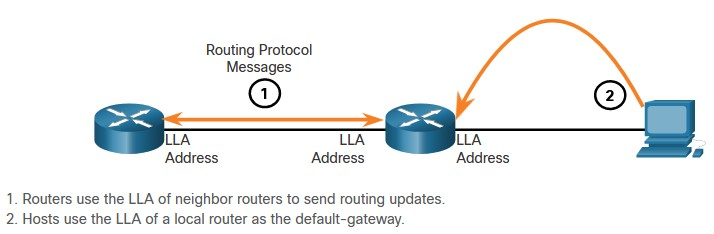 Routing Protocol
Messages
1
2
LLA
Address
LLA
Address
LLA
Address
1. Routers use the LLA of neighbor routers to send routing updates.
2. Hosts use the LLA of a local router as the default-gateway.